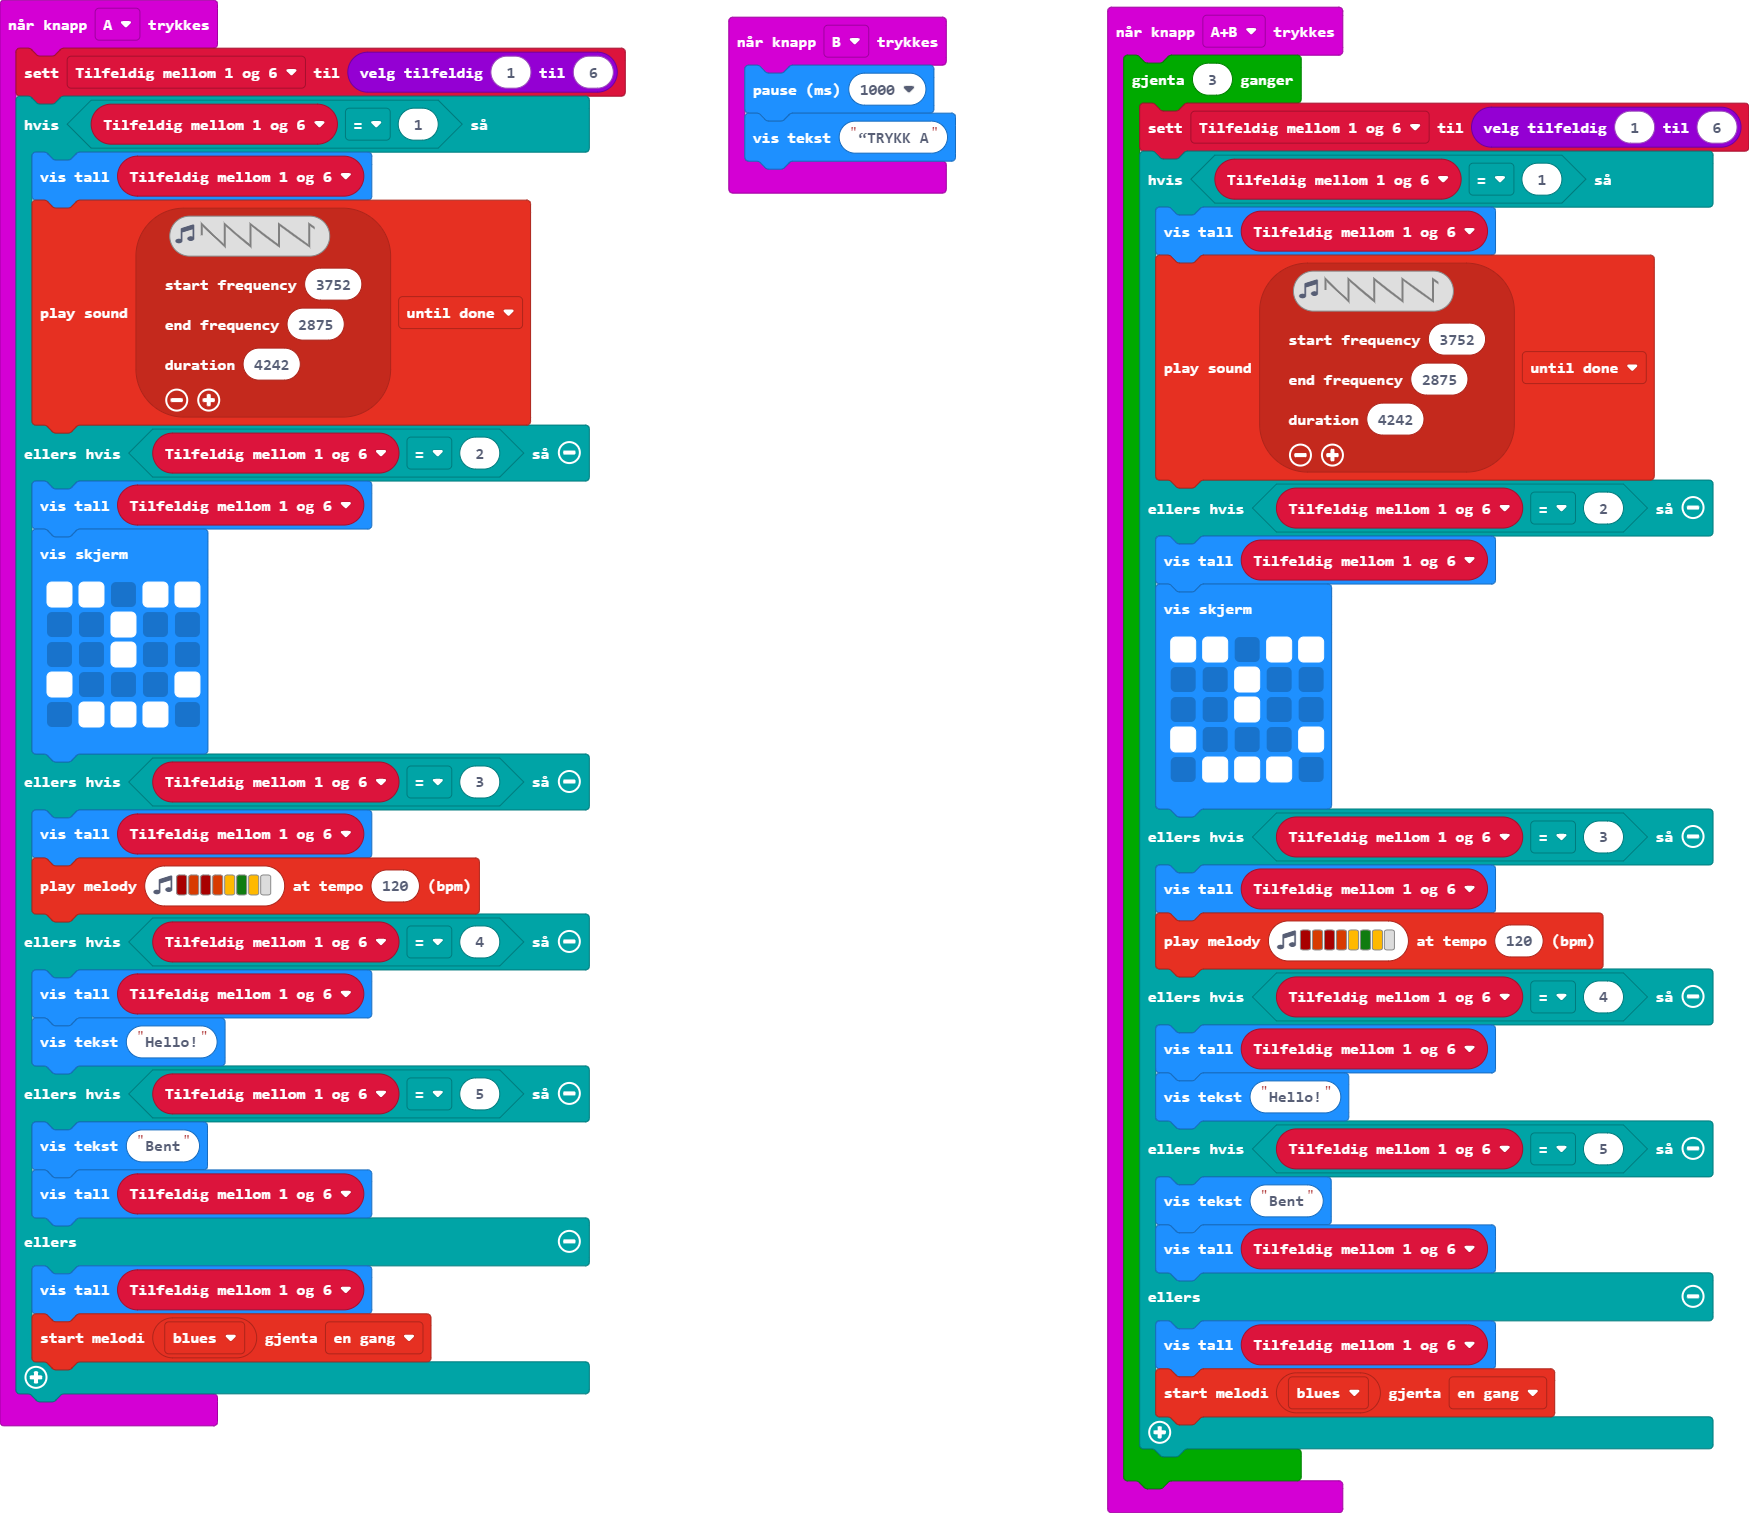 når knapp A trykkes
sett Tilfeldig mellom 1 og 6 til velg tilfeldig 1 til 6
hvis Tilfeldig mellom 1 og 6 = 1 så
vis tall Tilfeldig mellom 1 og 6
start frequency 3752
play sound until done
end frequency 2875
duration 4242
ellers hvis Tilfeldig mellom 1 og 6 = 2 så
vis tall Tilfeldig mellom 1 og 6
vis skjerm
ellers hvis Tilfeldig mellom 1 og 6 = 3 så
vis tall Tilfeldig mellom 1 og 6
play melody at tempo 120 (bpm)
ellers hvis Tilfeldig mellom 1 og 6 = 4 så
vis tall Tilfeldig mellom 1 og 6
vis tekst "Hello!"
ellers hvis Tilfeldig mellom 1 og 6 = 5 så
vis tekst "Bent"
vis tall Tilfeldig mellom 1 og 6
ellers
vis tall Tilfeldig mellom 1 og 6
start melodi blues gjenta en gang
når knapp B trykkes
pause (ms) 1000
vis tekst "“TRYKK A"
når knapp A+B trykkes
gjenta 3 ganger
sett Tilfeldig mellom 1 og 6 til velg tilfeldig 1 til 6
hvis Tilfeldig mellom 1 og 6 = 1 så
vis tall Tilfeldig mellom 1 og 6
start frequency 3752
play sound until done
end frequency 2875
duration 4242
ellers hvis Tilfeldig mellom 1 og 6 = 2 så
vis tall Tilfeldig mellom 1 og 6
vis skjerm
ellers hvis Tilfeldig mellom 1 og 6 = 3 så
vis tall Tilfeldig mellom 1 og 6
play melody at tempo 120 (bpm)
ellers hvis Tilfeldig mellom 1 og 6 = 4 så
vis tall Tilfeldig mellom 1 og 6
vis tekst "Hello!"
ellers hvis Tilfeldig mellom 1 og 6 = 5 så
vis tekst "Bent"
vis tall Tilfeldig mellom 1 og 6
ellers
vis tall Tilfeldig mellom 1 og 6
start melodi blues gjenta en gang